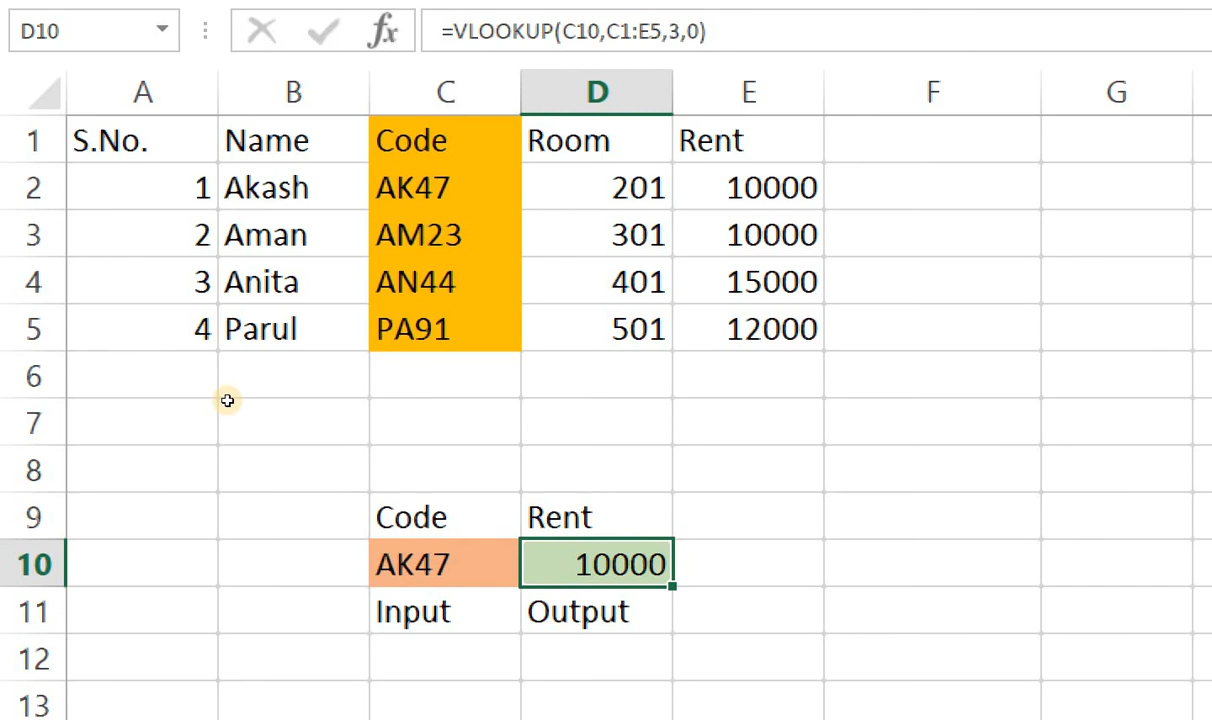 D10 fx =VLOOKUP(C10,C1:E5,3,0)
A B C D E F G
1 S.No. Name Code Room Rent
2 1 Akash AK47 201 10000
3 2 Aman AM23 301 10000
4 3 Anita AN44 401 15000
5 4 Parul PA91 501 12000
6
7
8
9 Code Rent
10 AK47 10000
11 Input Output
12
13